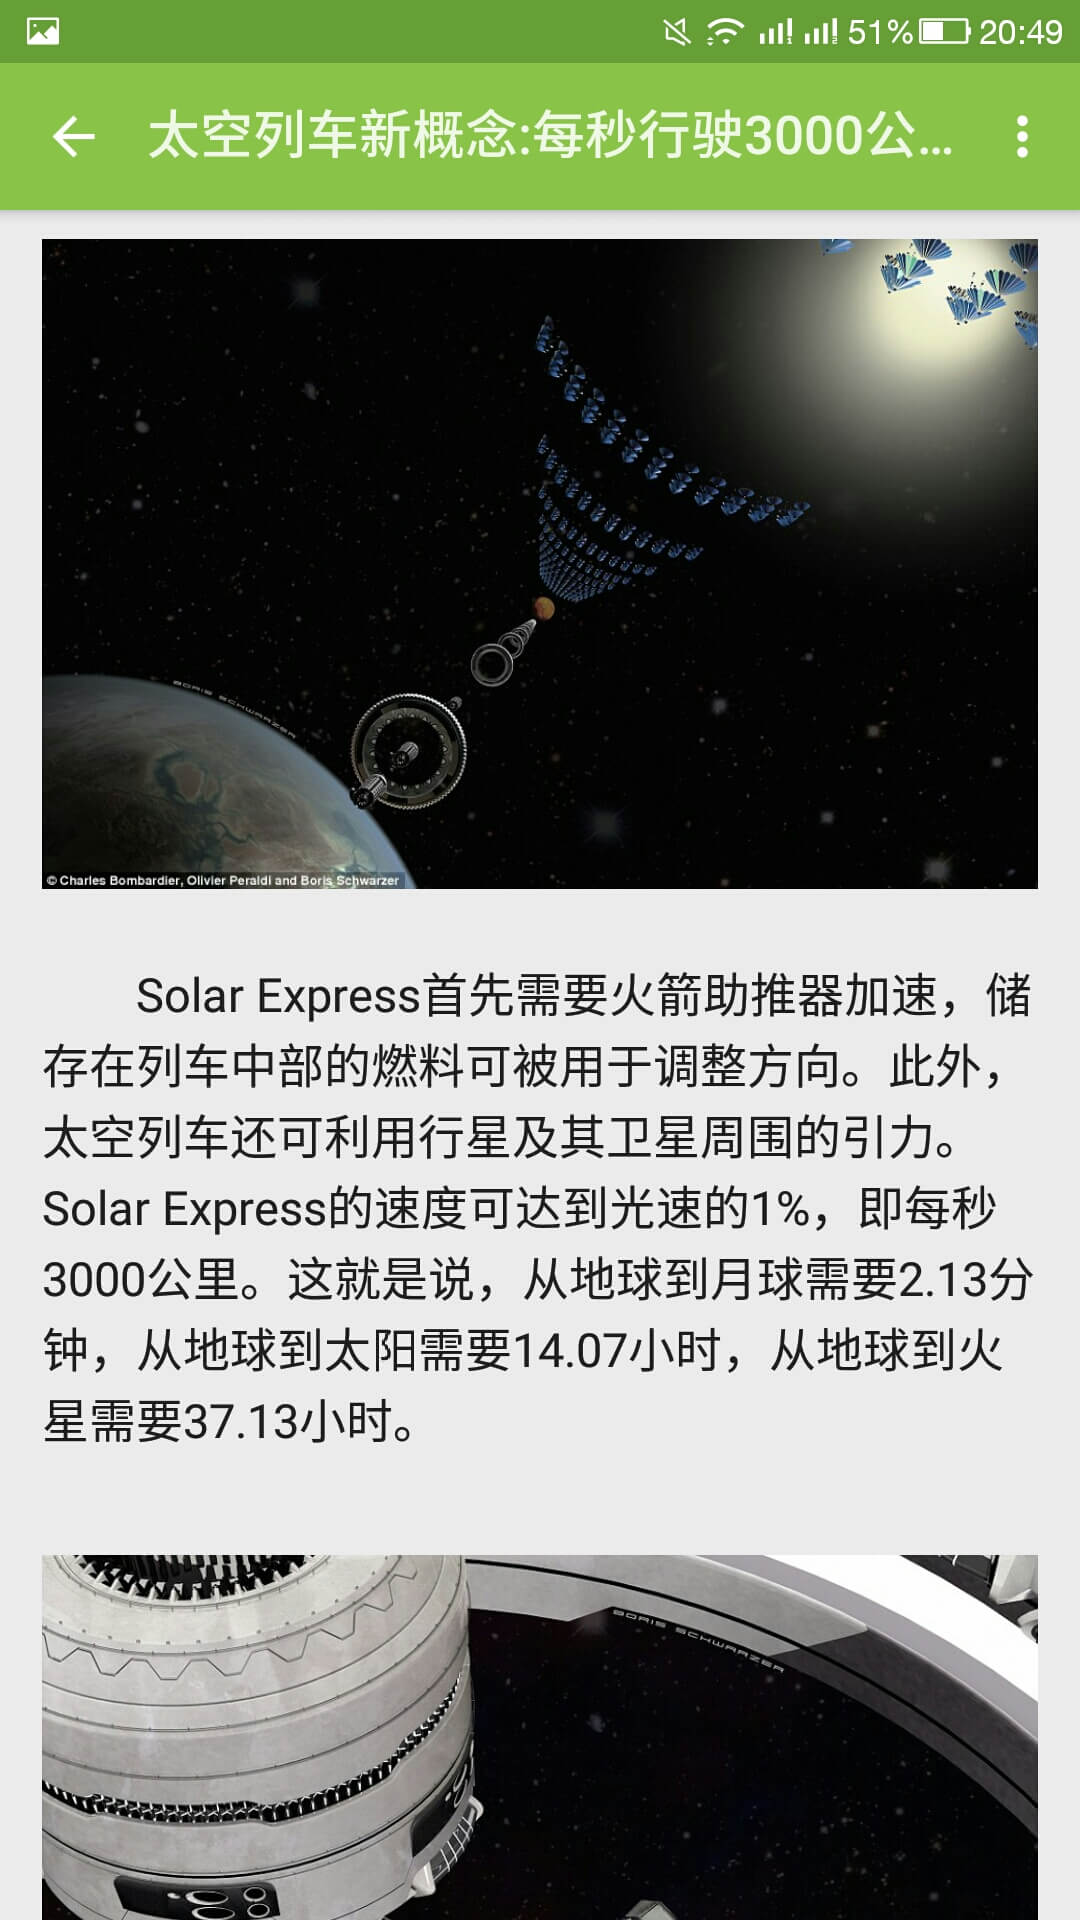 51% 20:49
太空列车新概念:每秒行驶3000公...
BORIS SCHWARZER
© Charles Bombardier, Olivier Peraldi and Boris Schwarzer
Solar Express首先需要火箭助推器加速，储
存在列车中部的燃料可被用于调整方向。此外，
太空列车还可利用行星及其卫星周围的引力。
Solar Express的速度可达到光速的1%，即每秒
3000公里。这就是说，从地球到月球需要2.13分
钟，从地球到太阳需要14.07小时，从地球到火
星需要37.13小时。
BORIS SCHWARZER